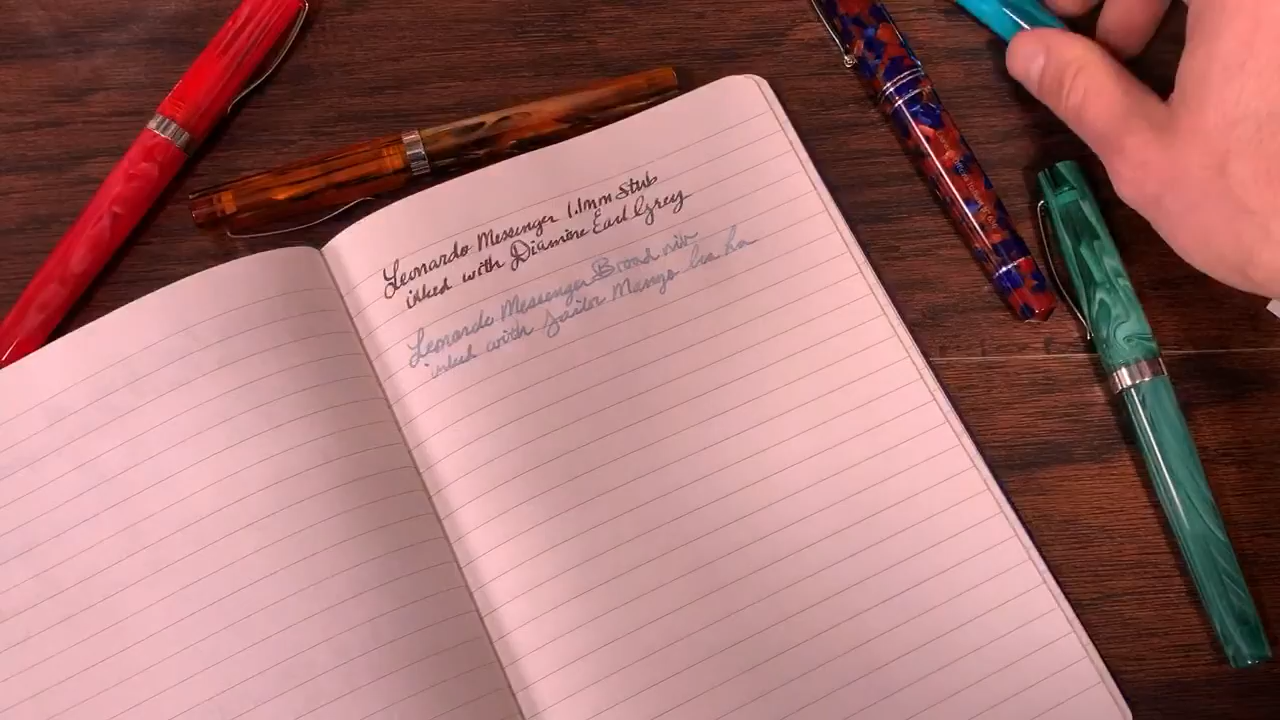 Leonardo Messenger 1.1mm Stub
inked with Diamine Earl Grey
Leonardo Messenger Broad nib
inked with Sailor Manyo